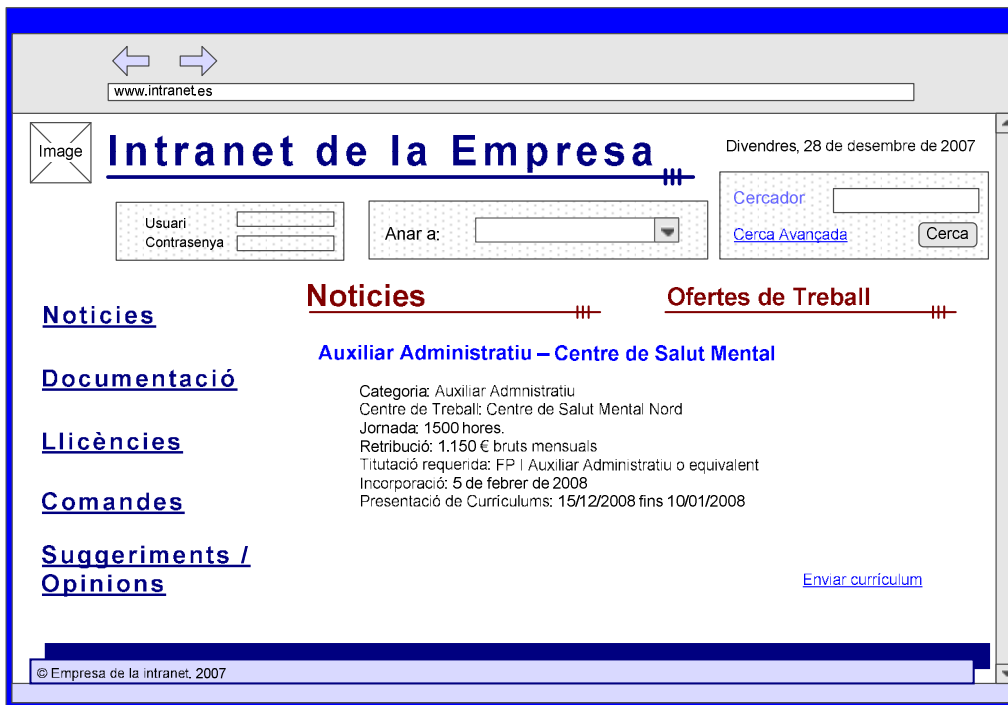 www.intranet.es
Image
Intranet de la Empresa
Divendres, 28 de desembre de 2007
Usuari
Contrasenya
Anar a:
Cercador
Cerca Avançada
Cerca
Noticies
Documentació
Llicències
Comandes
Suggeriments /
Opinions
Noticies
Ofertes de Treball
Auxiliar Administratiu – Centre de Salut Mental
Categoria: Auxiliar Admnistratiu
Centre de Treball: Centre de Salut Mental Nord
Jornada: 1500 hores.
Retribució: 1.150 € bruts mensuals
Titutació requerida: FP I Auxiliar Administratiu o equivalent
Incorporació: 5 de febrer de 2008
Presentació de Curriculums: 15/12/2008 fins 10/01/2008
Enviar curriculum
© Empresa de la intranet. 2007